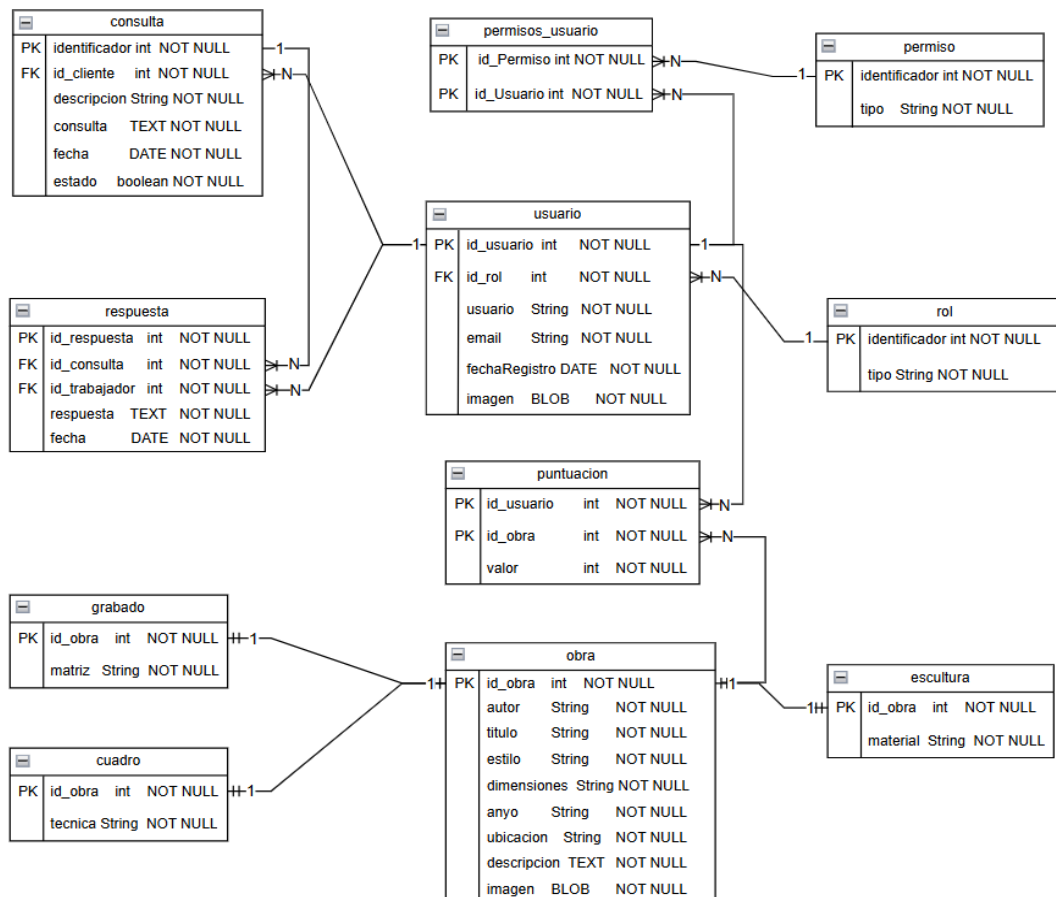 consulta
PK identificador int NOT NULL 1
FK id_cliente int NOT NULL N
descripcion String NOT NULL
consulta TEXT NOT NULL
fecha DATE NOT NULL
estado boolean NOT NULL
permisos_usuario
PK id_Permiso int NOT NULL N
PK id_Usuario int NOT NULL N
permiso
1 PK identificador int NOT NULL
tipo String NOT NULL
usuario
1 PK id_usuario int NOT NULL 1
FK id_rol int NOT NULL N
usuario String NOT NULL
email String NOT NULL
fechaRegistro DATE NOT NULL
imagen BLOB NOT NULL
respuesta
PK id_respuesta int NOT NULL
FK id_consulta int NOT NULL N
FK id_trabajador int NOT NULL N
respuesta TEXT NOT NULL
fecha DATE NOT NULL
rol
1 PK identificador int NOT NULL
tipo String NOT NULL
puntuacion
PK id_usuario int NOT NULL N
PK id_obra int NOT NULL N
valor int NOT NULL
grabado
PK id_obra int NOT NULL 1
matriz String NOT NULL
obra
1 PK id_obra int NOT NULL 1
autor String NOT NULL
titulo String NOT NULL
estilo String NOT NULL
dimensiones String NOT NULL
anyo String NOT NULL
ubicacion String NOT NULL
descripcion TEXT NOT NULL
imagen BLOB NOT NULL
escultura
1 PK id_obra int NOT NULL
material String NOT NULL
cuadro
PK id_obra int NOT NULL 1
tecnica String NOT NULL